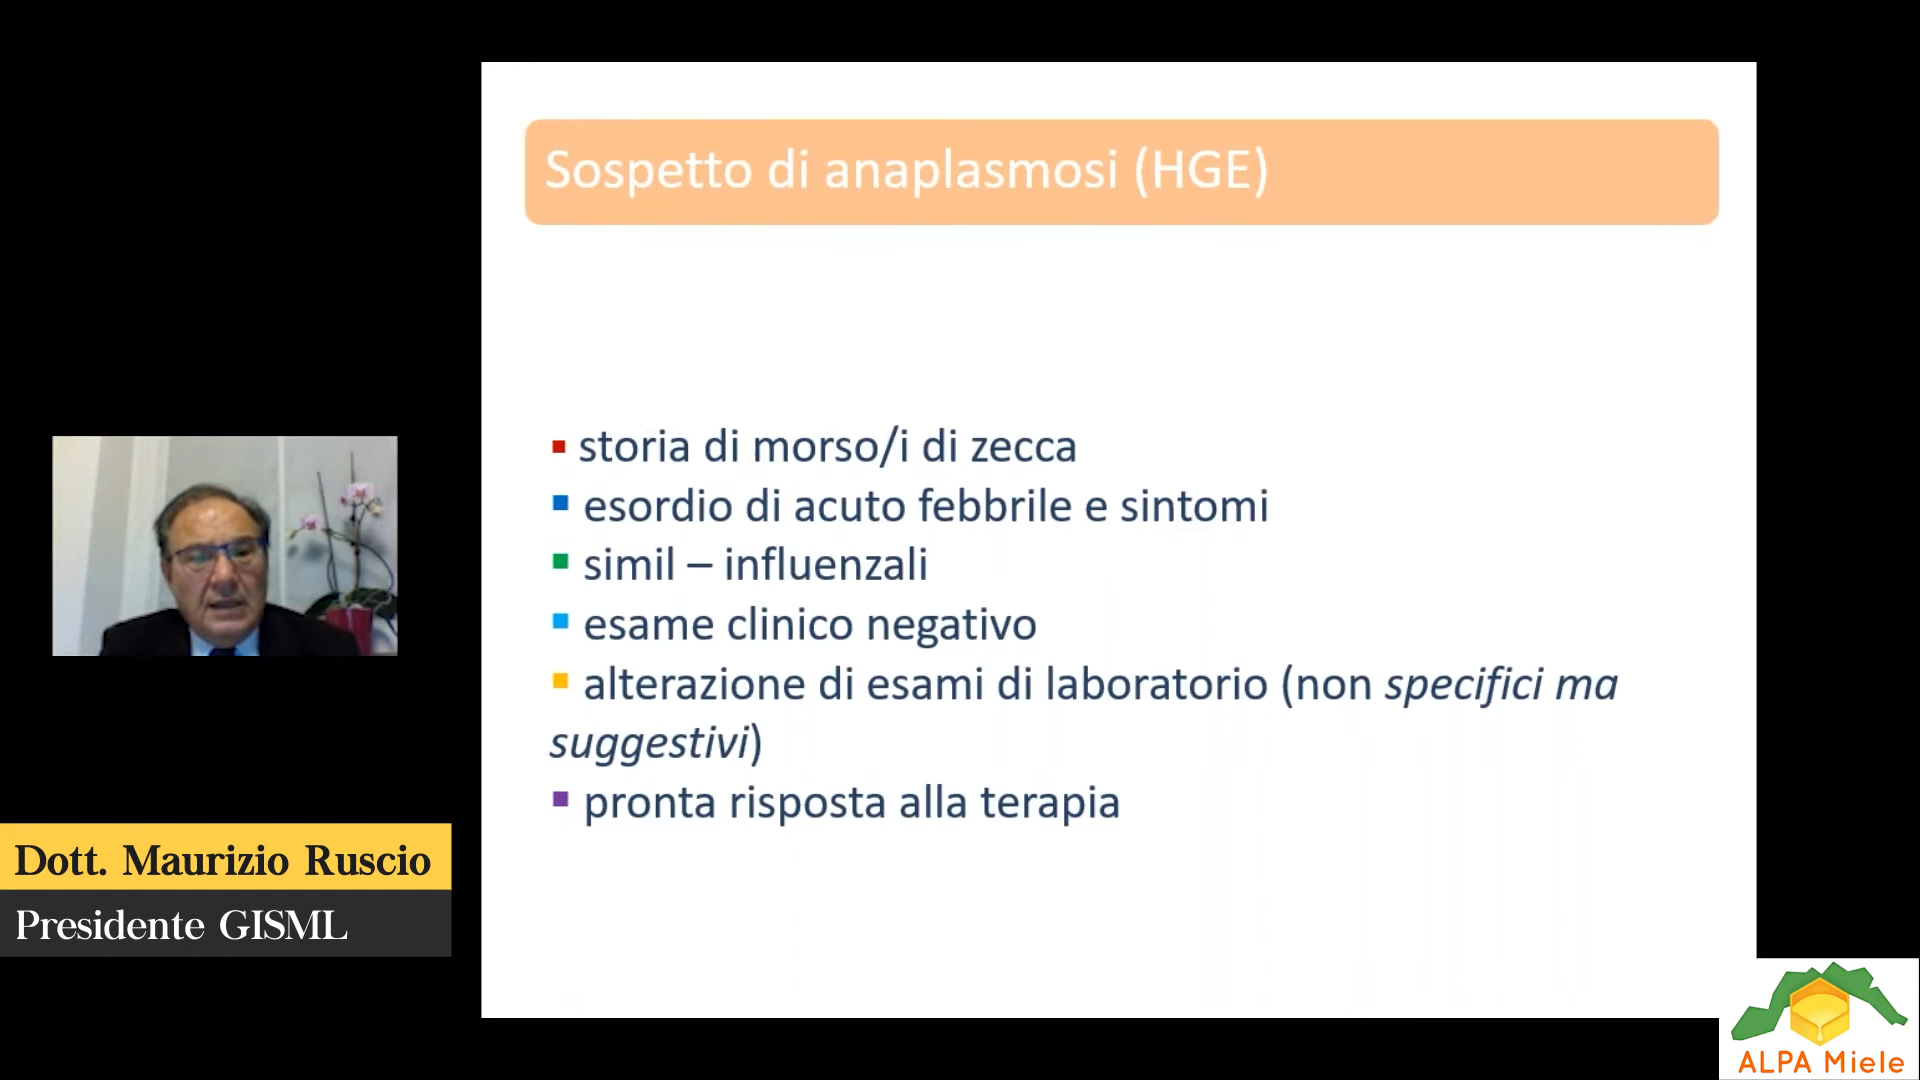 Sospetto di anaplasmosi (HGE)
storia di morso/i di zecca
esordio di acuto febbrile e sintomi
simil – influenzali
esame clinico negativo
alterazione di esami di laboratorio (non specifici ma
suggestivi)
pronta risposta alla terapia
Dott. Maurizio Ruscio
Presidente GISML
ALPA Miele